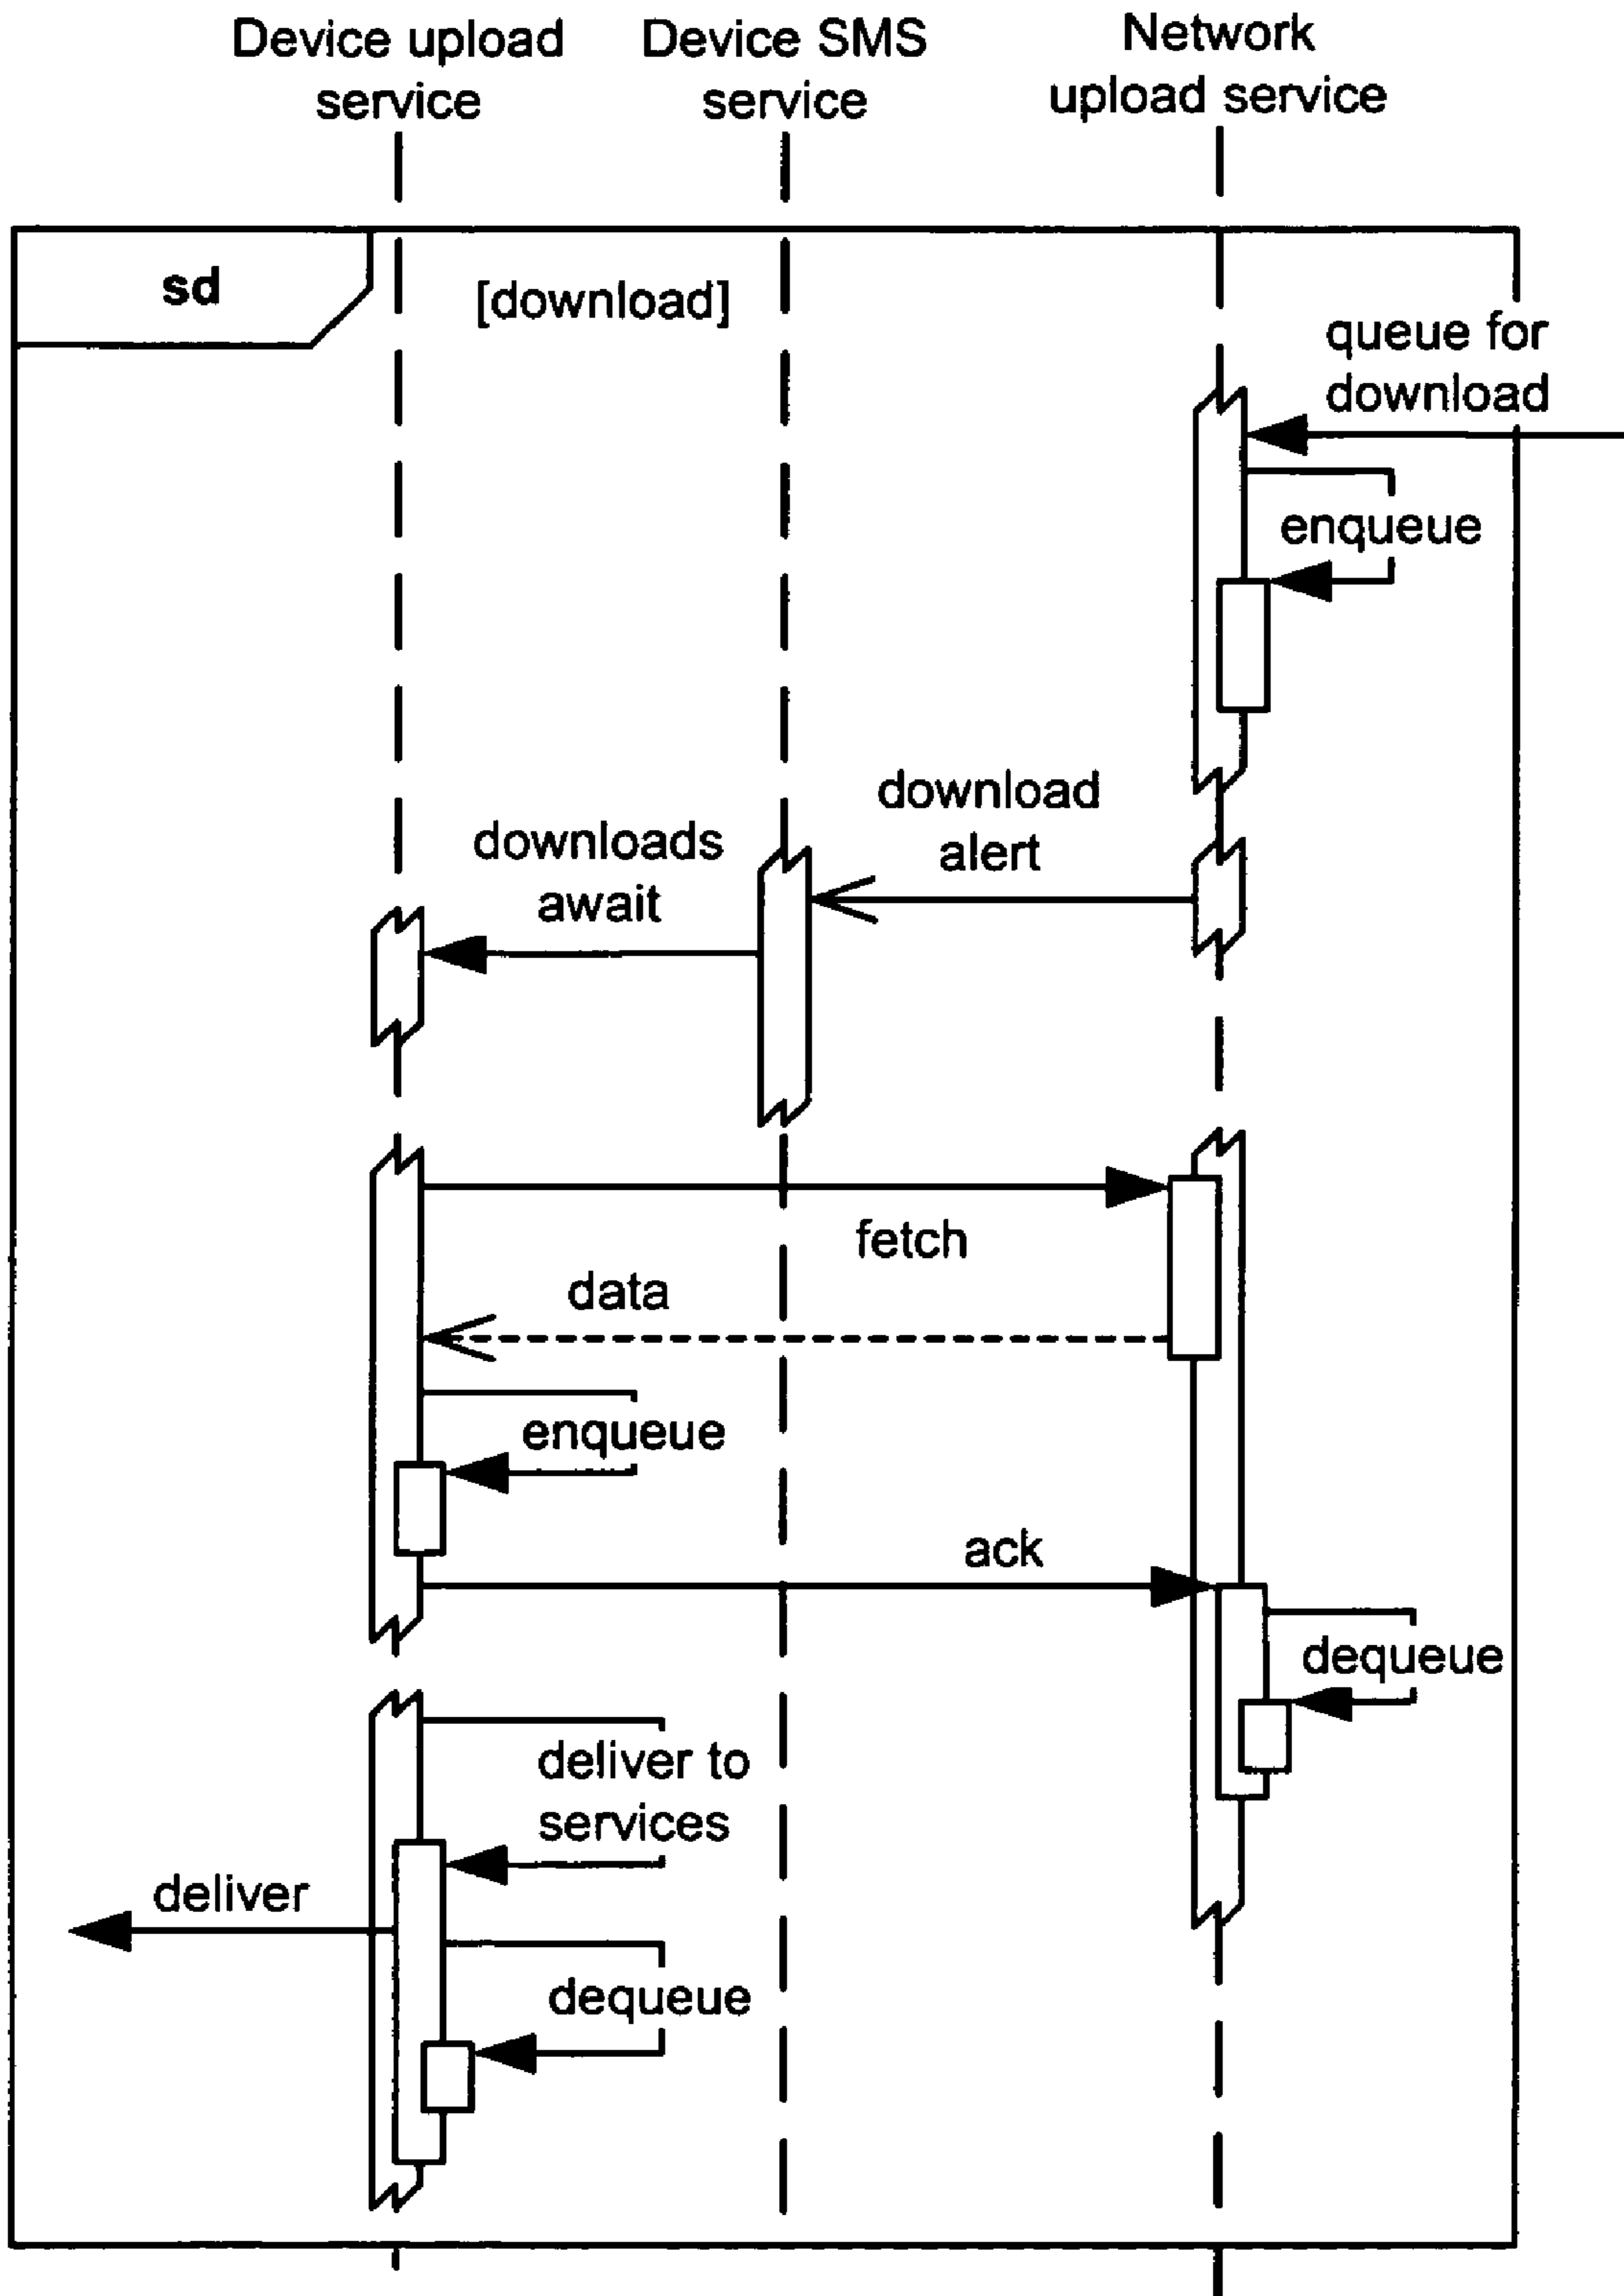 Device upload
service
Device SMS
service
Network
upload service
sd
[download]
queue for
download
enqueue
download
alert
downloads
await
fetch
data
enqueue
ack
dequeue
deliver to
services
deliver
dequeue